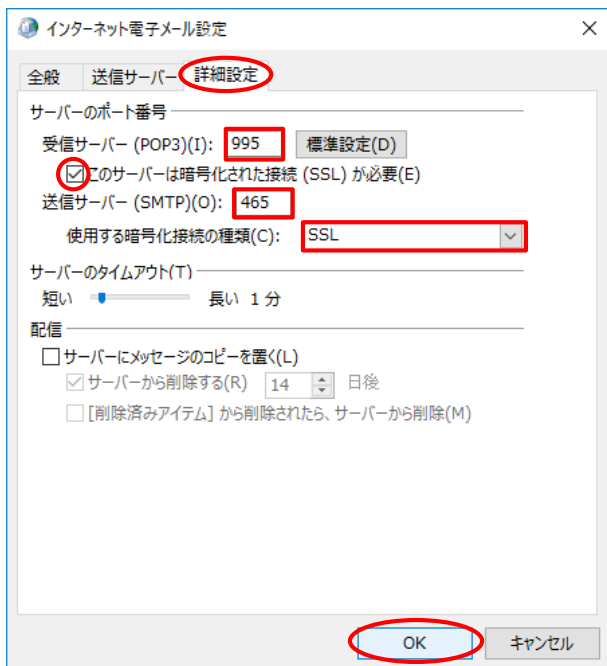 インターネット電子メール設定
全般 送信サーバー 詳細設定
サーバーのポート番号
受信サーバー (POP3)(I): 995 標準設定(D)
このサーバーは暗号化された接続 (SSL) が必要(E)
送信サーバー (SMTP)(O): 465
使用する暗号化接続の種類(C): SSL
サーバーのタイムアウト(T)
短い 長い 1 分
配信
サーバーにメッセージのコピーを置く(L)
サーバーから削除する(R) 14 日後
[削除済みアイテム] から削除されたら、サーバーから削除(M)
OK キャンセル